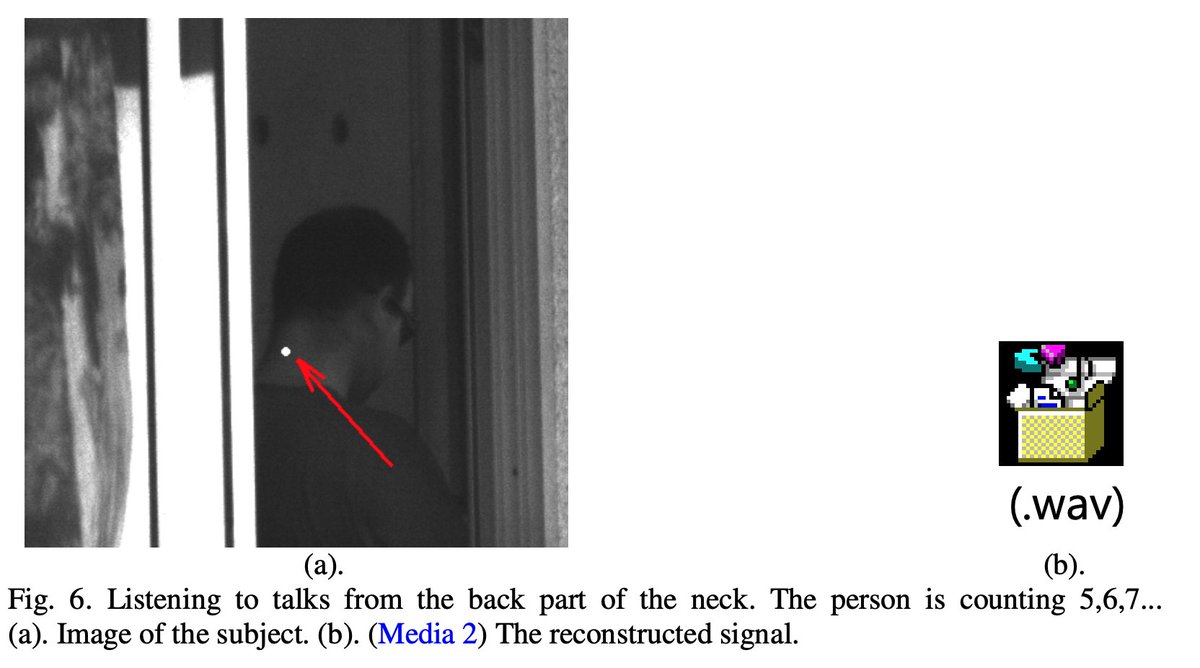 (.wav)
(a).
(b).
Fig. 6. Listening to talks from the back part of the neck. The person is counting 5,6,7...
(a). Image of the subject. (b). (Media 2) The reconstructed signal.